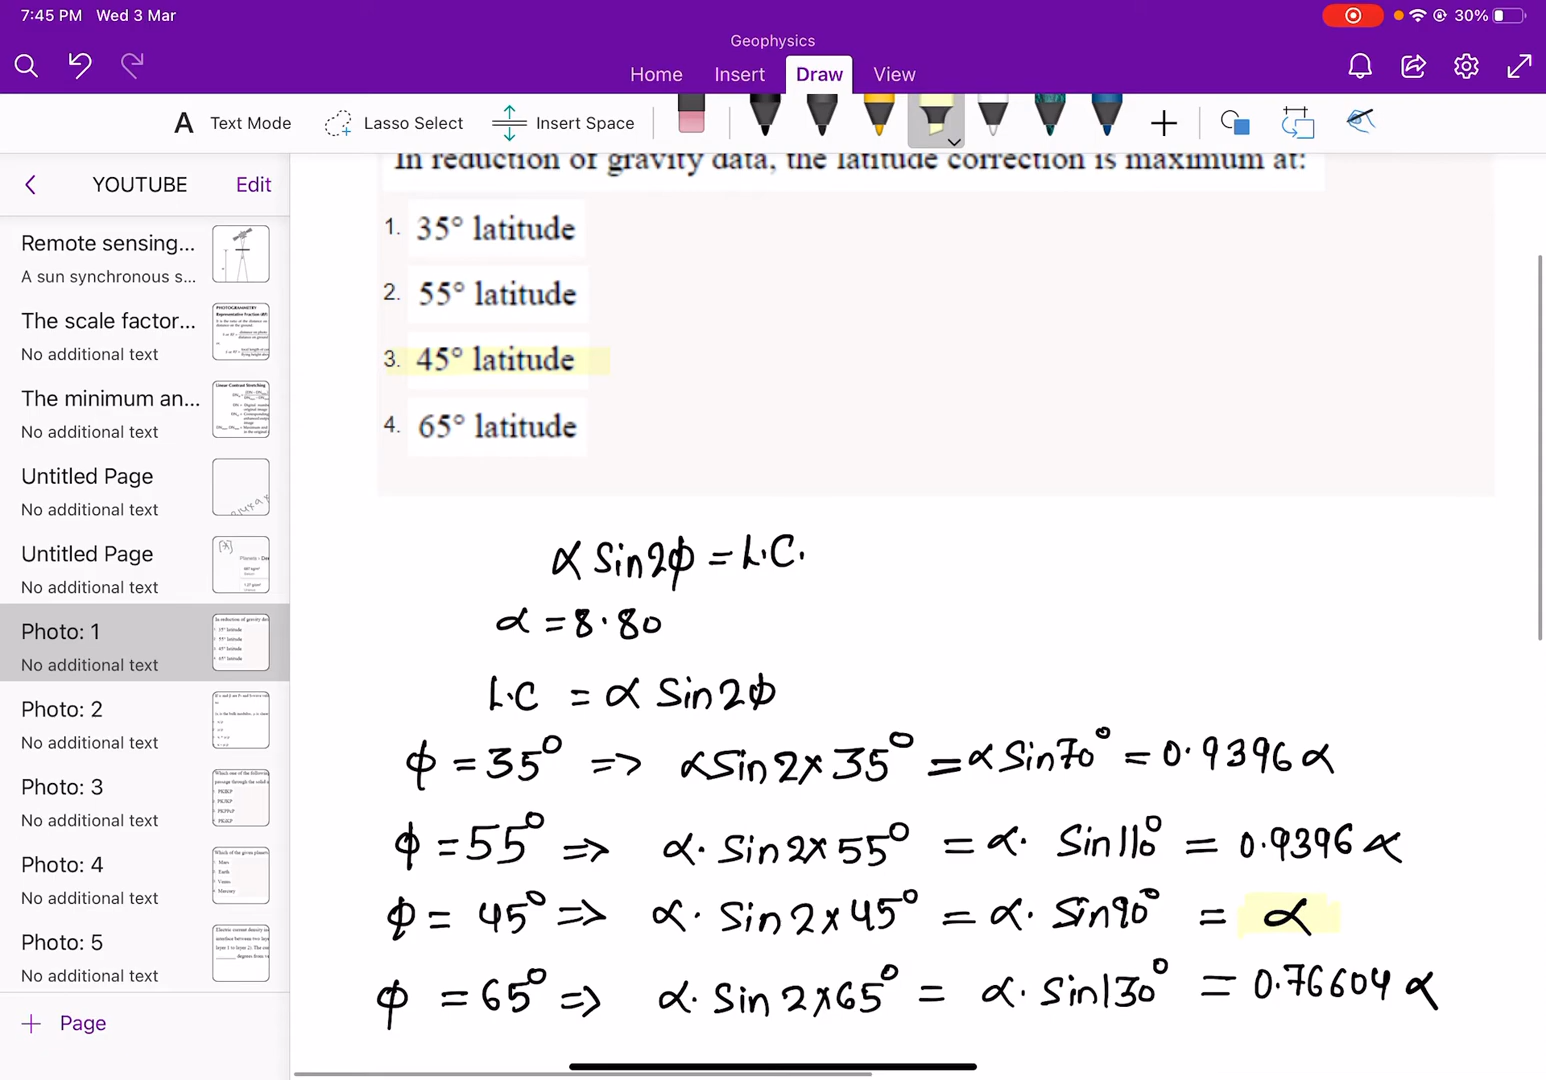 7:45 PM Wed 3 Mar
30%
Geophysics
Home Insert Draw View
A Text Mode Lasso Select Insert Space
YOUTUBE Edit
Remote sensing...
A sun synchronous s...
The scale factor...
No additional text
The minimum an...
No additional text
Untitled Page
No additional text
Untitled Page
No additional text
Photo: 1
No additional text
Photo: 2
No additional text
Photo: 3
No additional text
Photo: 4
No additional text
Photo: 5
No additional text
+ Page
In reduction of gravity data, the latitude correction is maximum at:
1. 35° latitude
2. 55° latitude
3. 45° latitude
4. 65° latitude
α Sin2ϕ = L.C.
α = 8.80
L.C = α Sin2ϕ
ϕ = 35° => αSin2×35° = αSin70° = 0.9396α
ϕ = 55° => α. Sin2×55° = α. Sin110° = 0.9396α
ϕ = 45° => α. Sin2×45° = α. Sin90° = α
ϕ = 65° => α. Sin2×65° = α. Sin130° = 0.76604α